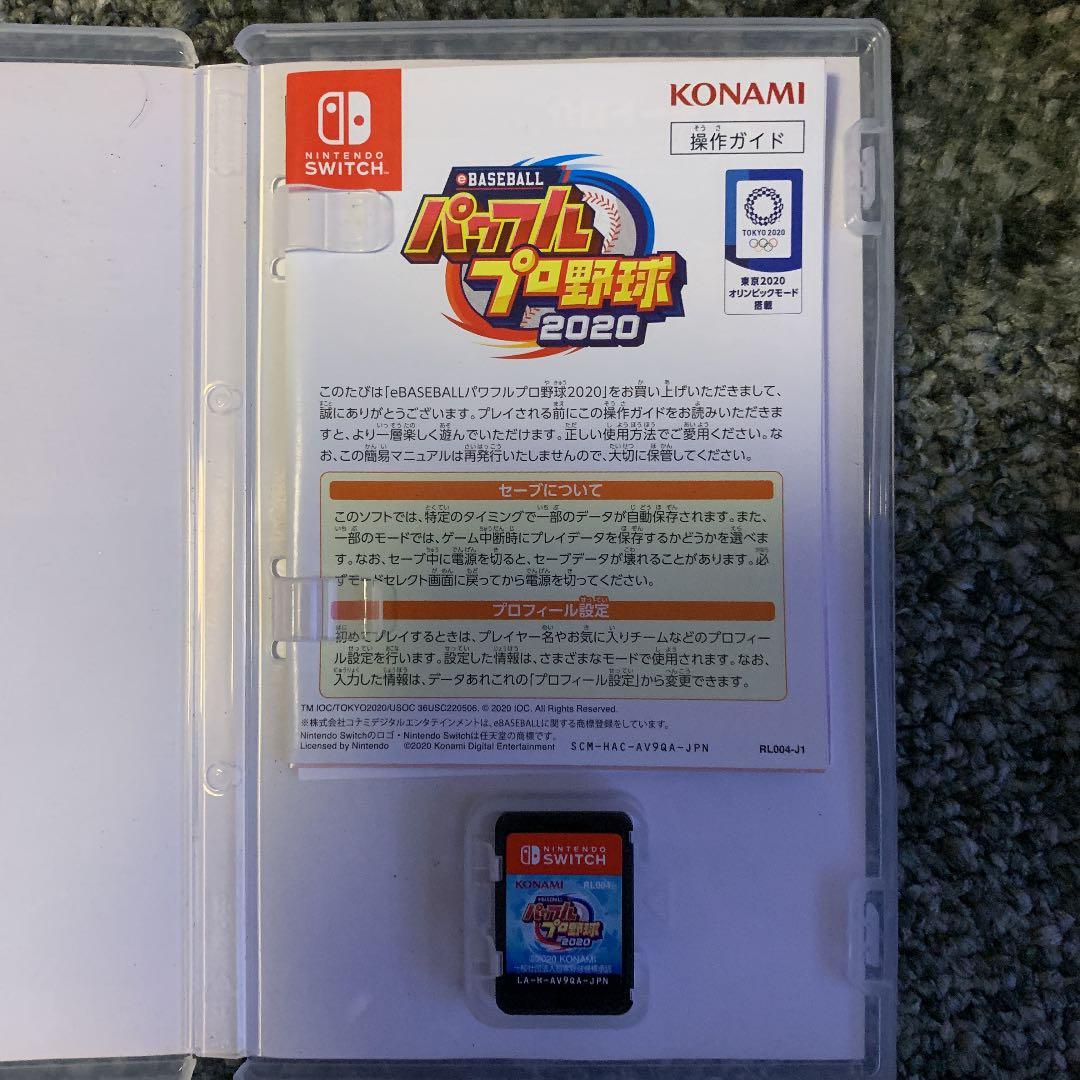 KONAMI
NINTENDO
SWITCH
操作ガイド
eBASEBALL
パワフル
プロ野球
2020
TOKYO 2020
東京2020
オリンピックモード
搭載
このたびは「eBASEBALLパワフルプロ野球2020」をお買い上げいただきまして、
誠にありがとうございます。プレイされる前にこの操作ガイドをお読みいただきま
すと、より一層楽しく遊んでいただけます。正しい使用方法でご愛用ください。な
お、この簡易マニュアルは再発行いたしませんので、大切に保管してください。
セーブについて
このソフトでは、特定のタイミングで一部のデータが自動保存されます。また、
一部のモードでは、ゲーム中断時にプレイデータを保存するかどうかを選べま
す。なお、セーブ中に電源を切ると、セーブデータが壊れることがあります。必
ずモードセレクト画面に戻ってから電源を切ってください。
プロフィール設定
初めてプレイするときは、プレイヤー名やお気に入りチームなどのプロフィー
ル設定を行います。設定した情報は、さまざまなモードで使用されます。なお、
入力した情報は、データあれこれの「プロフィール設定」から変更できます。
TM IOC/TOKYO2020/USOC 36USC220506. © 2020 IOC. All Rights Reserved.
※株式会社コナミデジタルエンタテインメントは、eBASEBALLに関する商標登録をしています。
Nintendo Switchのロゴ・Nintendo Switchは任天堂の商標です。
Licensed by Nintendo ©2020 Konami Digital Entertainment SCM-HAC-AV9QA-JPN RL004-J1
NINTENDO
SWITCH
KONAMI RL004
eBASEBALL
パワフル
プロ野球
2020
©2020 KONAMI
一般社団法人日本野球機構承認
LA-H-AV9QA-JPN